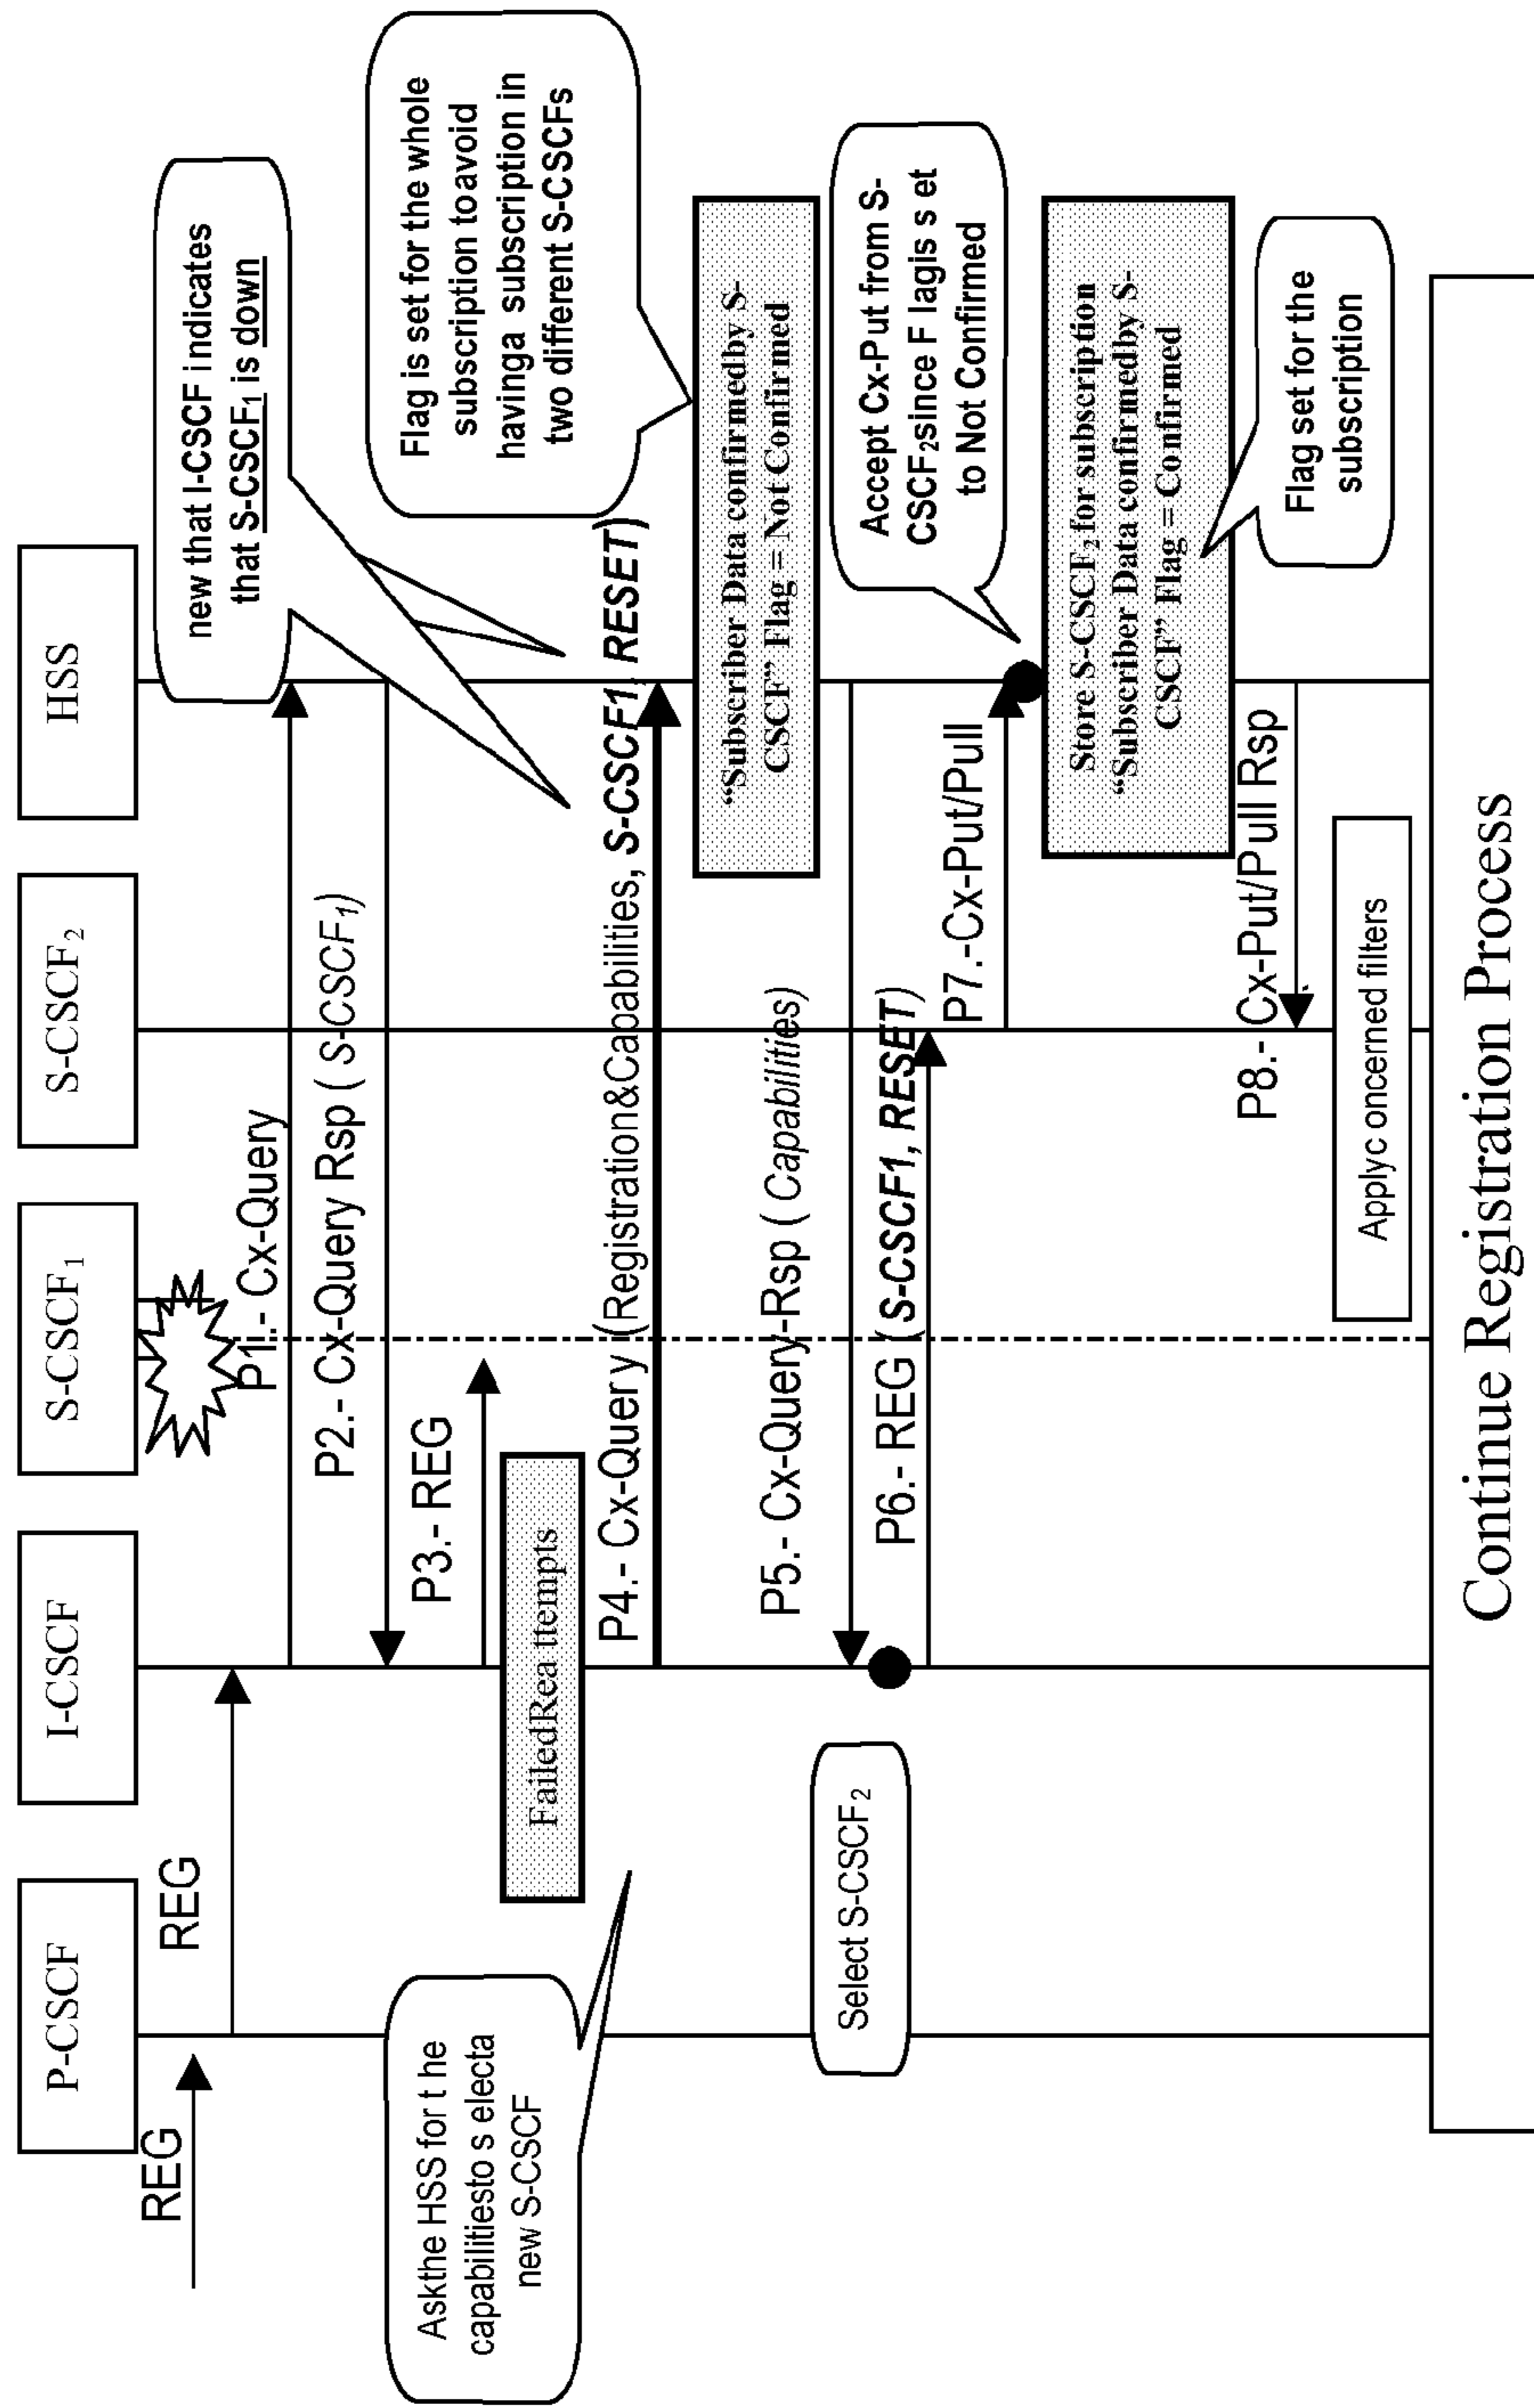 P-CSCF
I-CSCF
S-CSCF₁
S-CSCF₂
HSS
REG
REG
P1.- Cx-Query
new that I-CSCF indicates
that S-CSCF₁ is down
P2.- Cx-Query Rsp ( S-CSCF₁)
P3.- REG
Flag is set for the whole
subscription to avoid
havinga subscription in
two different S-CSCFs
FailedRea ttempts
Askthe HSS for t he
capabilitiesto s electa
new S-CSCF
P4.- Cx-Query (Registration&Capabilities, S-CSCF1, RESET)
"Subscriber Data confirmedby S-
CSCF" Flag = Not Confirmed
P5.- Cx-Query-Rsp ( Capabilities)
Select S-CSCF₂
P6.- REG (S-CSCF1, RESET)
Accept Cx-Put from S-
CSCF₂since F lagis s et
to Not Confirmed
P7.-Cx-Put/Pull
Store S-CSCF₂ for subscription
"Subscriber Data confirmedby S-
CSCF" Flag = Confirmed
P8.- Cx-Put/Pull Rsp
Flag set for the
subscription
Applyc oncerned filters
Continue Registration Process